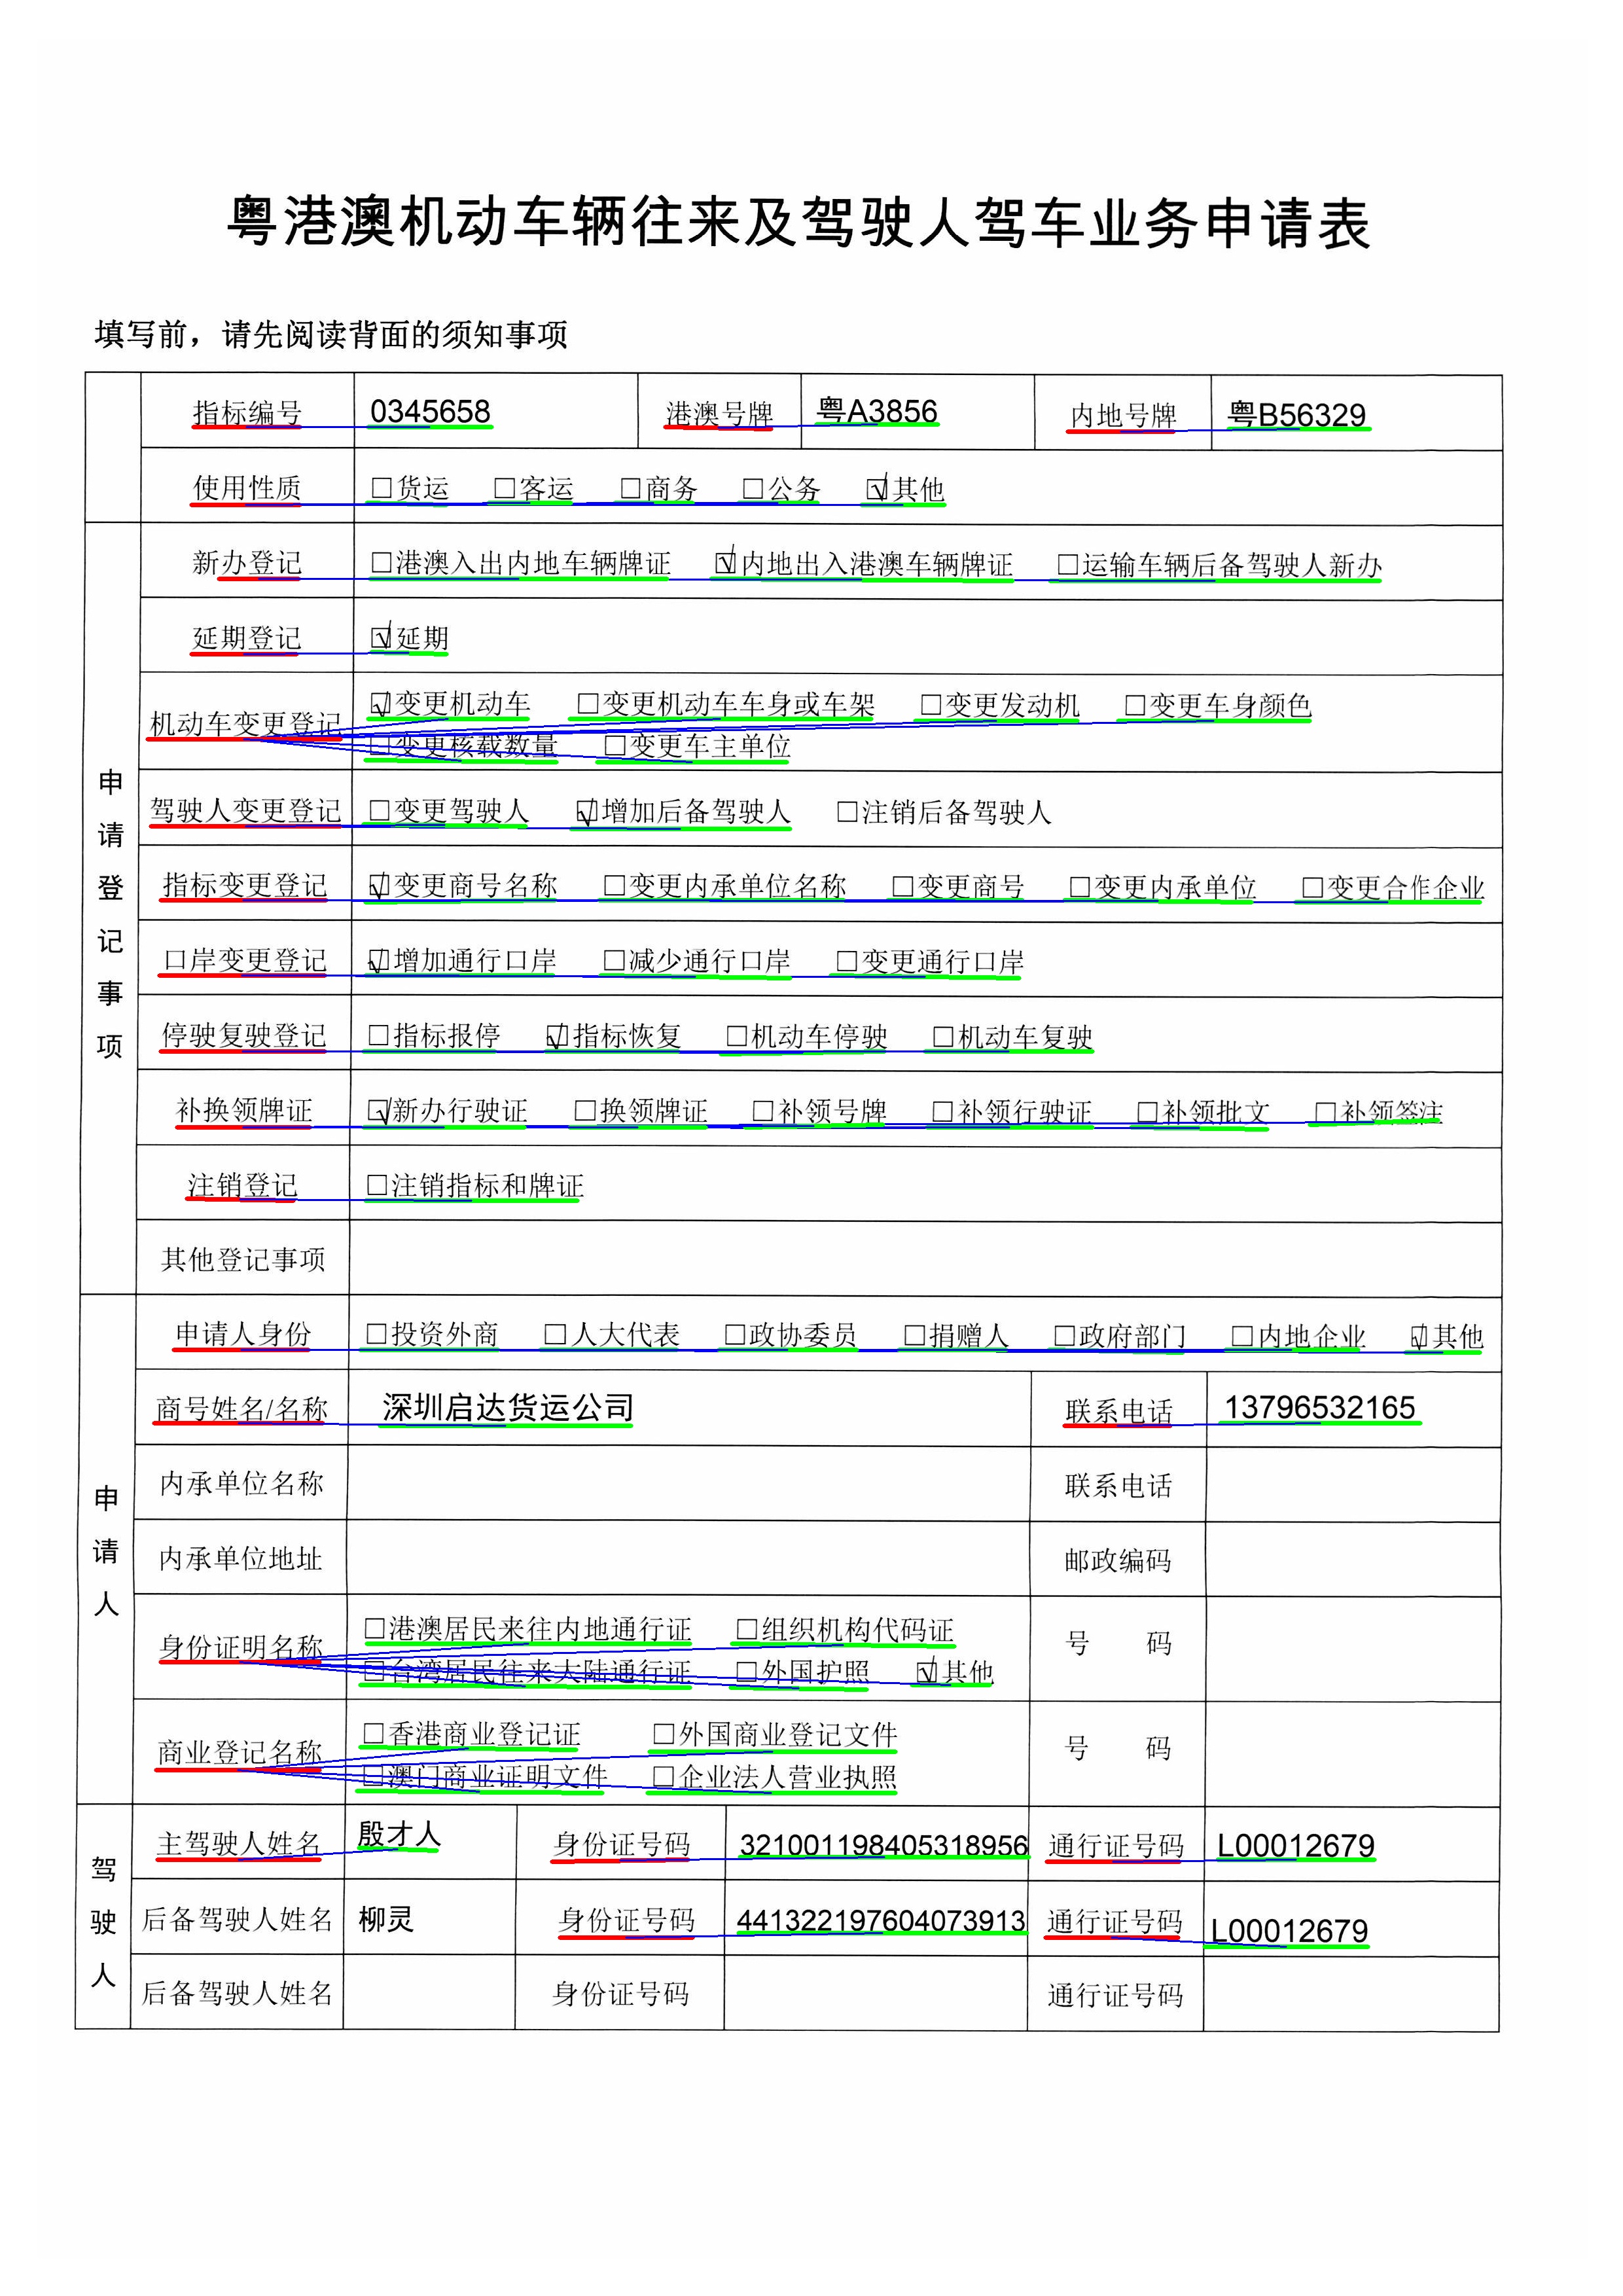 粤港澳机动车辆往来及驾驶人驾车业务申请表
填写前，请先阅读背面的须知事项
指标编号 0345658 港澳号牌 粤A3856 内地号牌 粤B56329
使用性质 □货运 □客运 □商务 □公务 ☑其他
申请登记事项
新办登记 □港澳入出内地车辆牌证 ☑内地出入港澳车辆牌证 □运输车辆后备驾驶人新办
延期登记 ☑延期
机动车变更登记 ☑变更机动车 □变更机动车车身或车架 □变更发动机 □变更车身颜色
□变更核载数量 □变更车主单位
驾驶人变更登记 □变更驾驶人 ☑增加后备驾驶人 □注销后备驾驶人
指标变更登记 ☑变更商号名称 □变更内承单位名称 □变更商号 □变更内承单位 □变更合作企业
口岸变更登记 ☑增加通行口岸 □减少通行口岸 □变更通行口岸
停驶复驶登记 □指标报停 ☑指标恢复 □机动车停驶 □机动车复驶
补换领牌证 ☑新办行驶证 □换领牌证 □补领号牌 □补领行驶证 □补领批文 □补领签注
注销登记 □注销指标和牌证
其他登记事项
申请人
申请人身份 □投资外商 □人大代表 □政协委员 □捐赠人 □政府部门 □内地企业 ☑其他
商号姓名/名称 深圳启达货运公司 联系电话 13796532165
内承单位名称 联系电话
内承单位地址 邮政编码
身份证明名称 □港澳居民来往内地通行证 □组织机构代码证 号 码
□台湾居民往来大陆通行证 □外国护照 ☑其他
商业登记名称 □香港商业登记证 □外国商业登记文件 号 码
□澳门商业证明文件 □企业法人营业执照
驾驶人
主驾驶人姓名 殷才人 身份证号码 321001198405318956 通行证号码 L00012679
后备驾驶人姓名 柳灵 身份证号码 441322197604073913 通行证号码 L00012679
后备驾驶人姓名 身份证号码 通行证号码